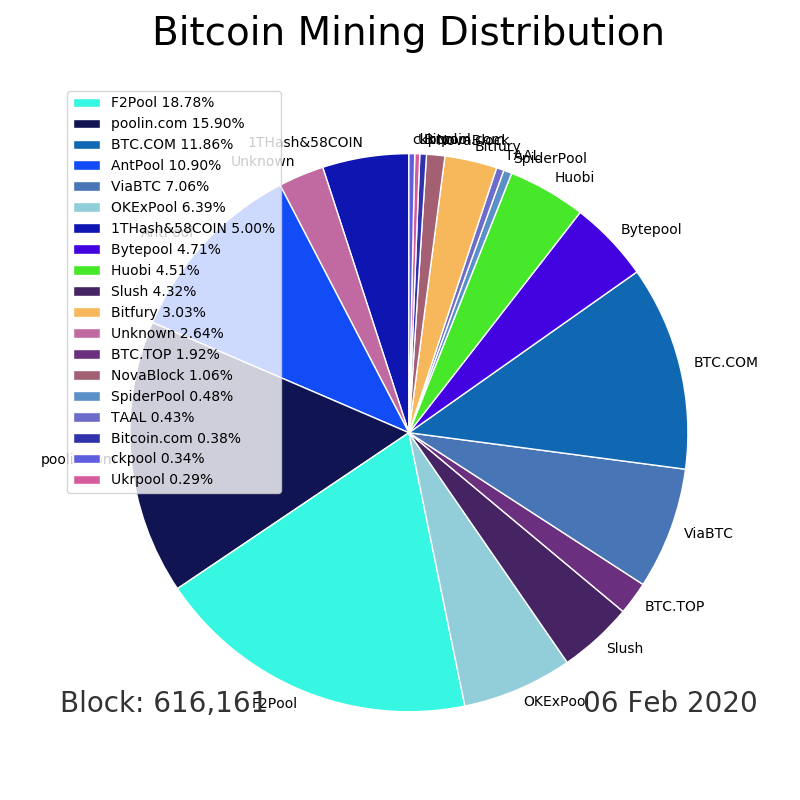 Bitcoin Mining Distribution
F2Pool 18.78%
poolin.com 15.90%
BTC.COM 11.86%
AntPool 10.90%
ViaBTC 7.06%
OKExPool 6.39%
1THash&58COIN 5.00%
Bytepool 4.71%
Huobi 4.51%
Slush 4.32%
Bitfury 3.03%
Unknown 2.64%
BTC.TOP 1.92%
NovaBlock 1.06%
SpiderPool 0.48%
TAAL 0.43%
Bitcoin.com 0.38%
ckpool 0.34%
Ukrpool 0.29%
1THash&58COIN
Unknown
NovaBlock
Bitfury
TAAL
SpiderPool
Huobi
Bytepool
BTC.COM
ViaBTC
BTC.TOP
Slush
OKExPool
F2Pool
Block: 616,161
06 Feb 2020